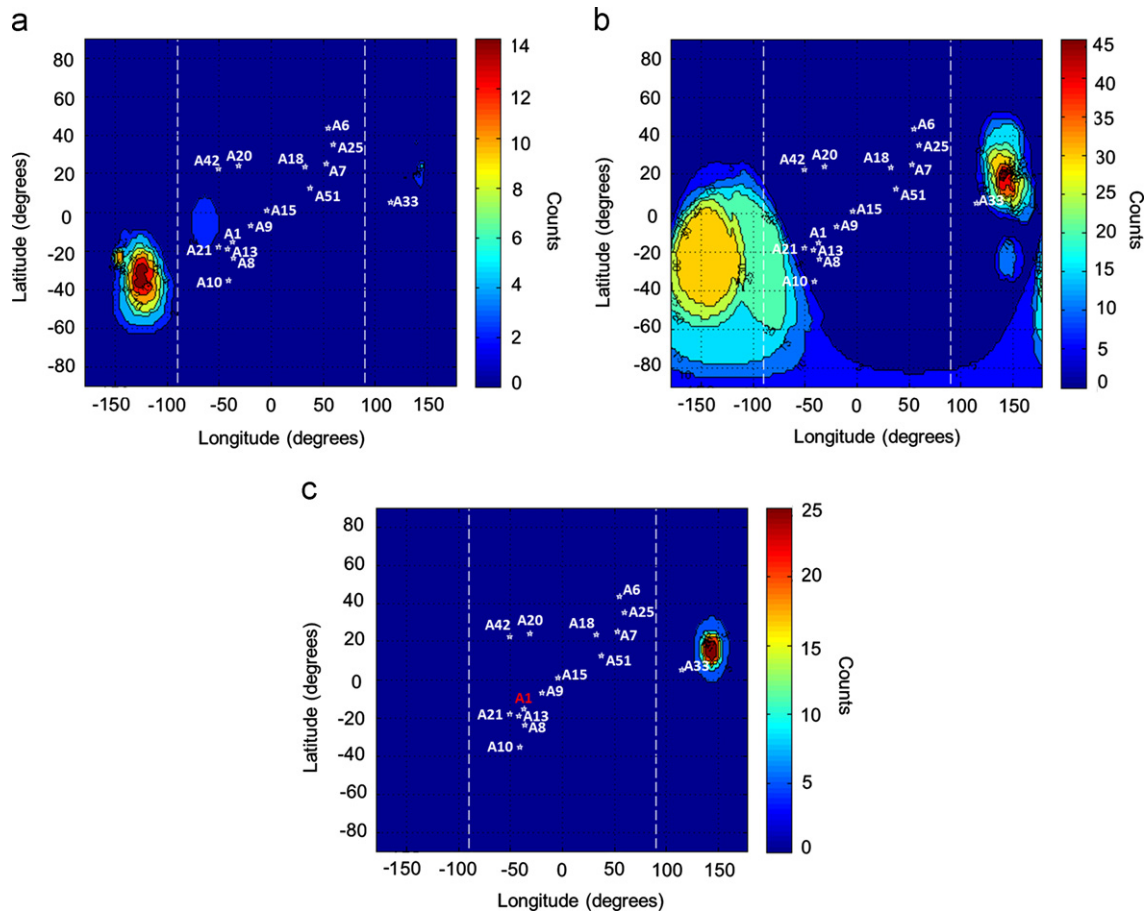 a
80
60
40
20
0
-20
-40
-60
-80
Latitude (degrees)
-150 -100 -50 0 50 100 150
Longitude (degrees)
A6
A25
A42 A20 A18
A7
A51
A33
A15
A1 A9
A21 A13
A8
A10
14
12
10
8
6
4
2
0
Counts
b
80
60
40
20
0
-20
-40
-60
-80
Latitude (degrees)
-150 -100 -50 0 50 100 150
Longitude (degrees)
A6
A25
A42 A20 A18
A7
A51
A33
A15
A1 A9
A21 A13
A8
A10
45
40
35
30
25
20
15
10
5
0
Counts
c
80
60
40
20
0
-20
-40
-60
-80
Latitude (degrees)
-150 -100 -50 0 50 100 150
Longitude (degrees)
A6
A25
A42 A20 A18
A7
A51
A33
A15
A1 A9
A21 A13
A8
A10
25
20
15
10
5
0
Counts